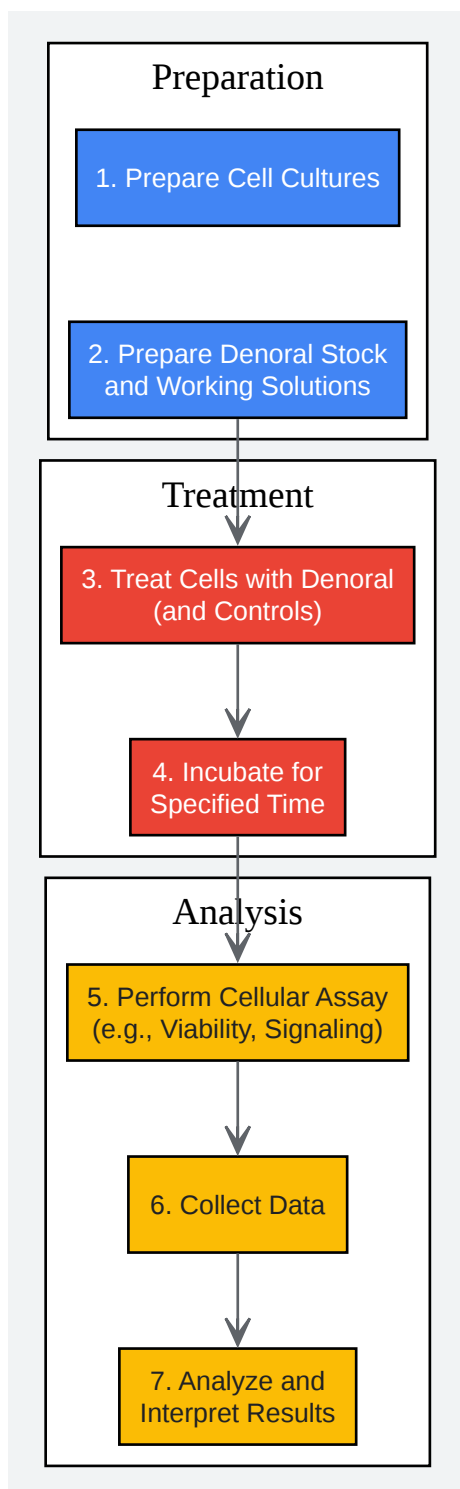 Preparation
1. Prepare Cell Cultures
2. Prepare Denoral Stock
and Working Solutions
Treatment
3. Treat Cells with Denoral
(and Controls)
4. Incubate for
Specified Time
Analysis
5. Perform Cellular Assay
(e.g., Viability, Signaling)
6. Collect Data
7. Analyze and
Interpret Results